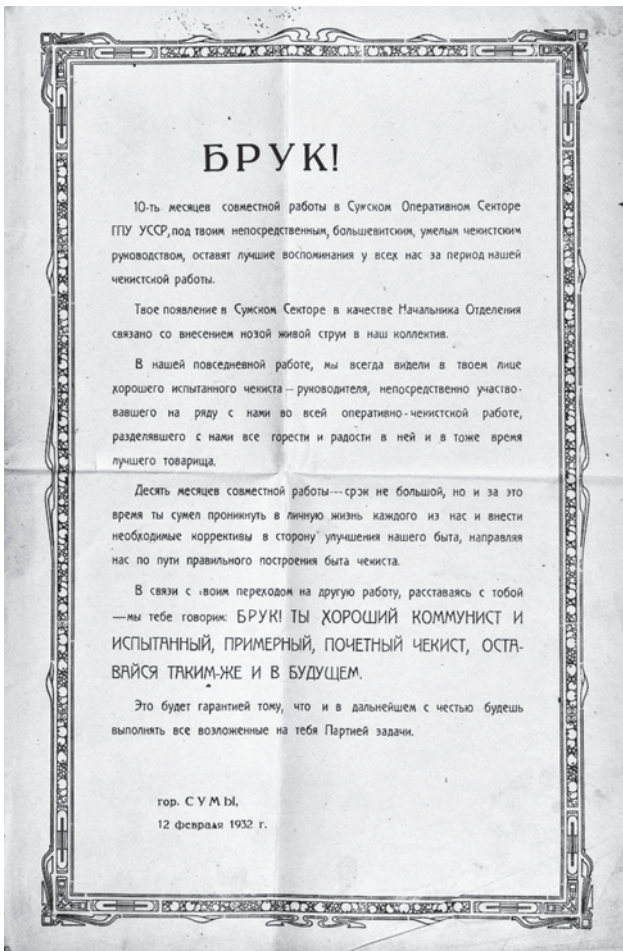 БРУК!
10-ть месяцев совместной работы в Сумском Оперативном Секторе
ГПУ УССР, под твоим непосредственным, большевитским, умелым чекистским
руководством, оставят лучшие воспоминания у всех нас за период нашей
чекистской работы.
Твое появление в Сумском Секторе в качестве Начальника Отделения
связано со внесением новой живой струи в наш коллектив.
В нашей повседневной работе, мы всегда видели в твоем лице
хорошего испытанного чекиста—руководителя, непосредственно участво-
вавшего на ряду с нами во всей оперативно-чекистской работе,
разделявшего с нами все горести и радости в ней и в тоже время
лучшего товарища.
Десять месяцев совместной работы—срок не большой, но и за это
время ты сумел проникнуть в личную жизнь каждого из нас и внести
необходимые коррективы в сторону улучшения нашего быта, направляя
нас по пути правильного построения быта чекиста.
В связи с твоим переходом на другую работу, расставаясь с тобой
—мы тебе говорим: БРУК! ТЫ ХОРОШИЙ КОММУНИСТ И
ИСПЫТАННЫЙ, ПРИМЕРНЫЙ, ПОЧЕТНЫЙ ЧЕКИСТ, ОСТА-
ВАЙСЯ ТАКИМ-ЖЕ И В БУДУЩЕМ.
Это будет гарантией тому, что и в дальнейшем с честью будешь
выполнять все возложенные на тебя Партией задачи.
гор. СУМЫ,
12 февраля 1932 г.